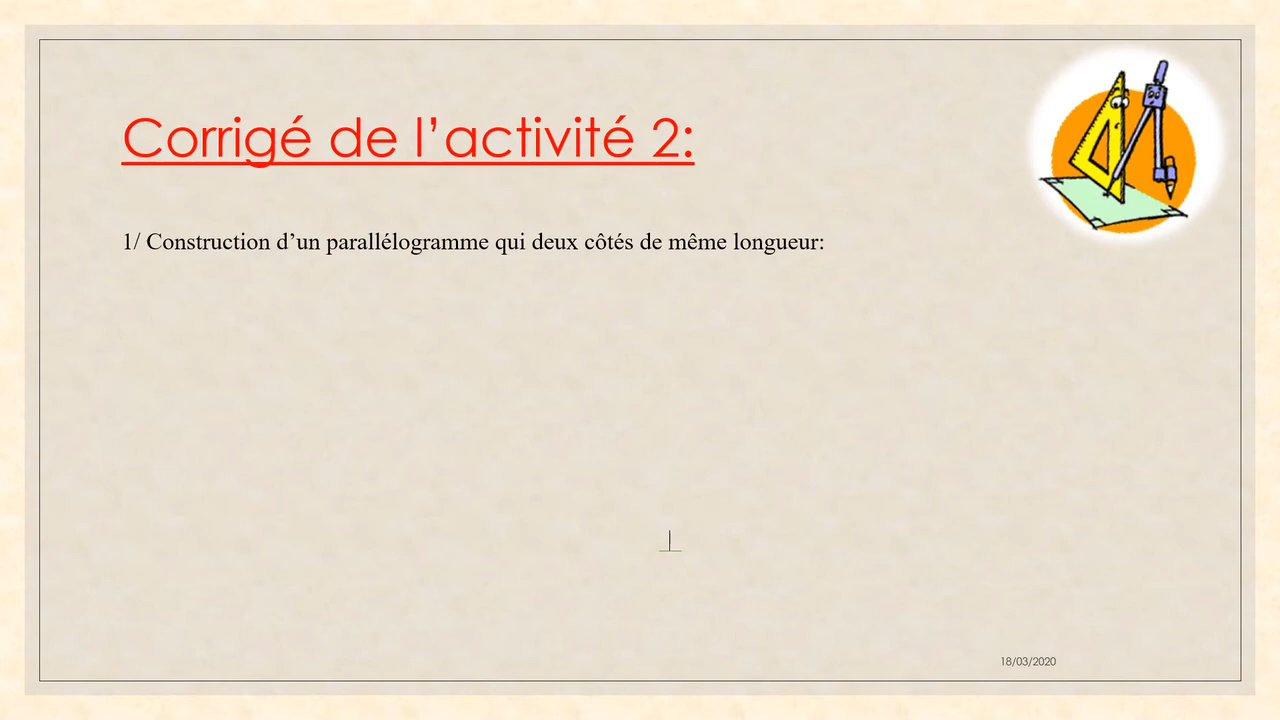 Corrigé de l’activité 2:
1/ Construction d’un parallélogramme qui deux côtés de même longueur:
18/03/2020